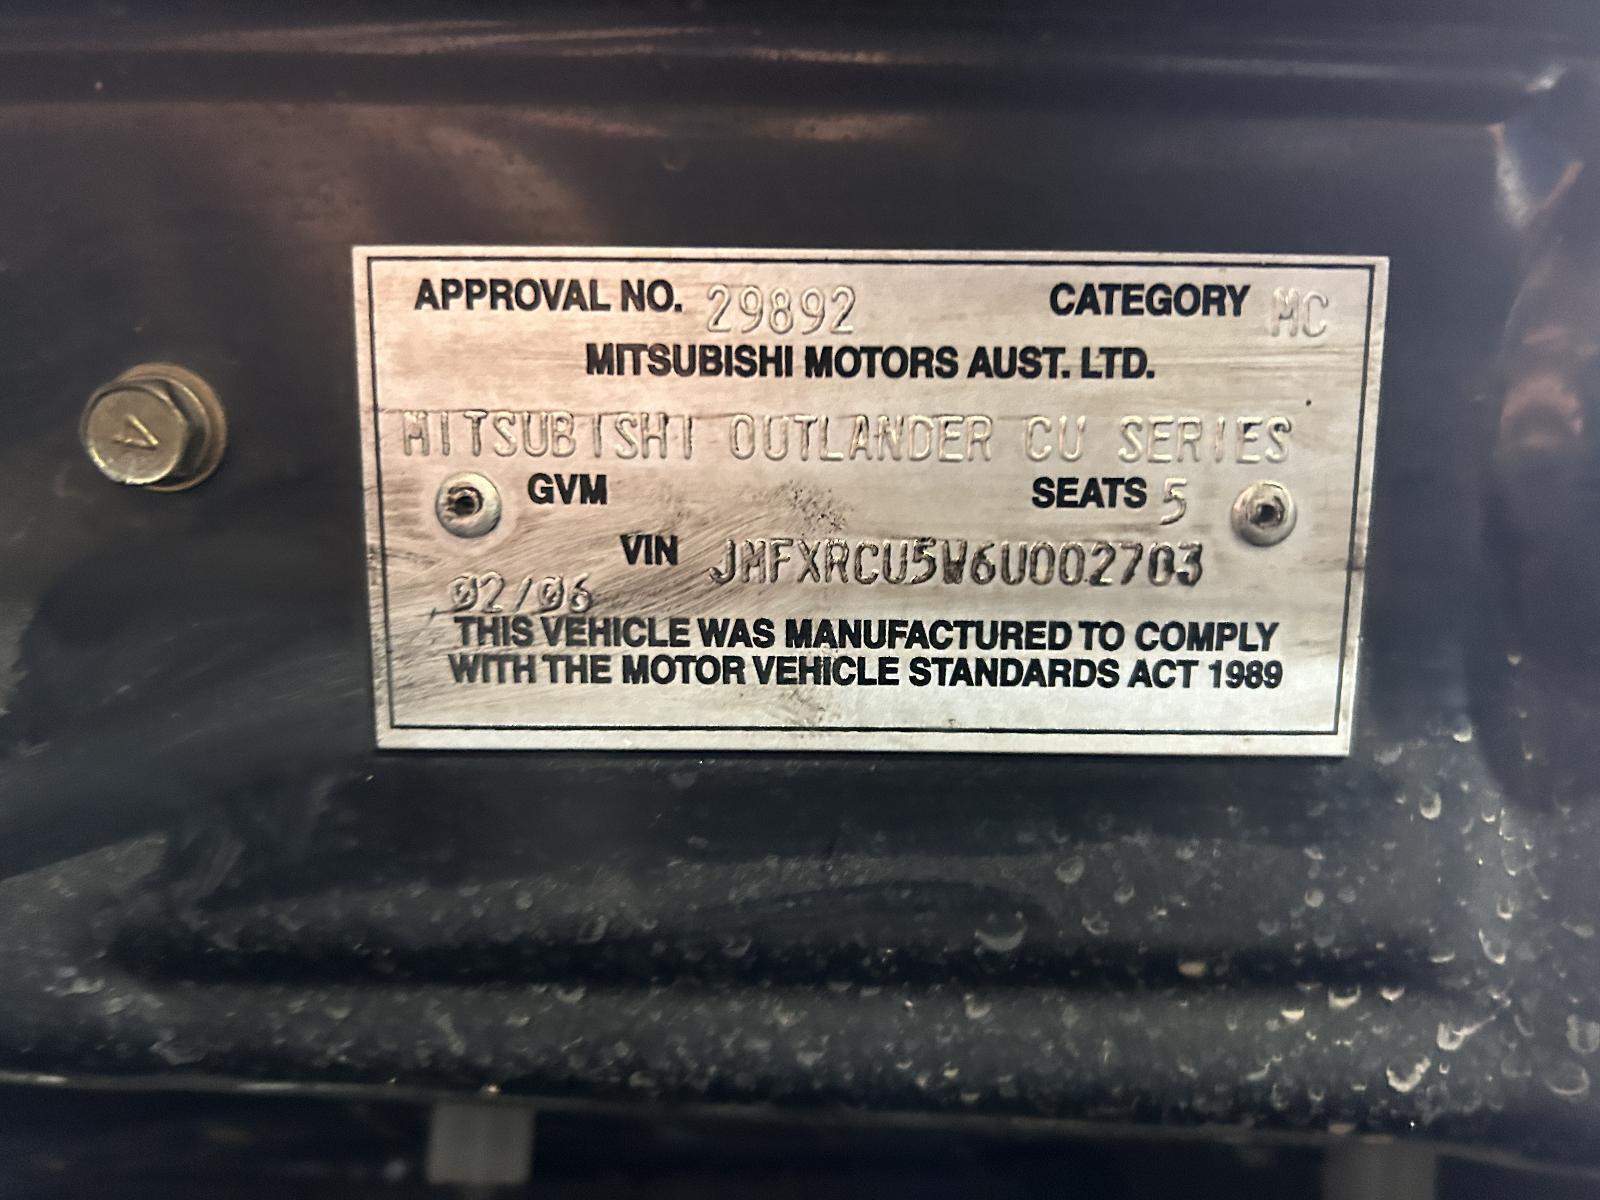 APPROVAL NO. 29892 CATEGORY MC
MITSUBISHI MOTORS AUST. LTD.
MITSUBISHI OUTLANDER CU SERIES
GVM SEATS 5
VIN JMFXRCU5W6U002703
02/06
THIS VEHICLE WAS MANUFACTURED TO COMPLY
WITH THE MOTOR VEHICLE STANDARDS ACT 1989